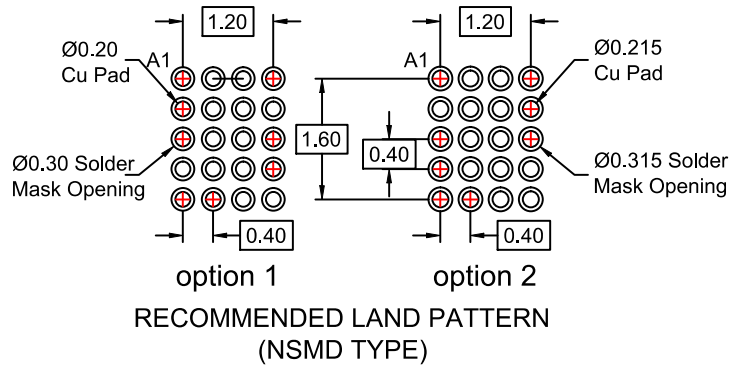 1.20
1.20
Ø0.20
Cu Pad
A1
A1
Ø0.215
Cu Pad
1.60
0.40
Ø0.30 Solder
Mask Opening
Ø0.315 Solder
Mask Opening
0.40
0.40
option 1
option 2
RECOMMENDED LAND PATTERN
(NSMD TYPE)